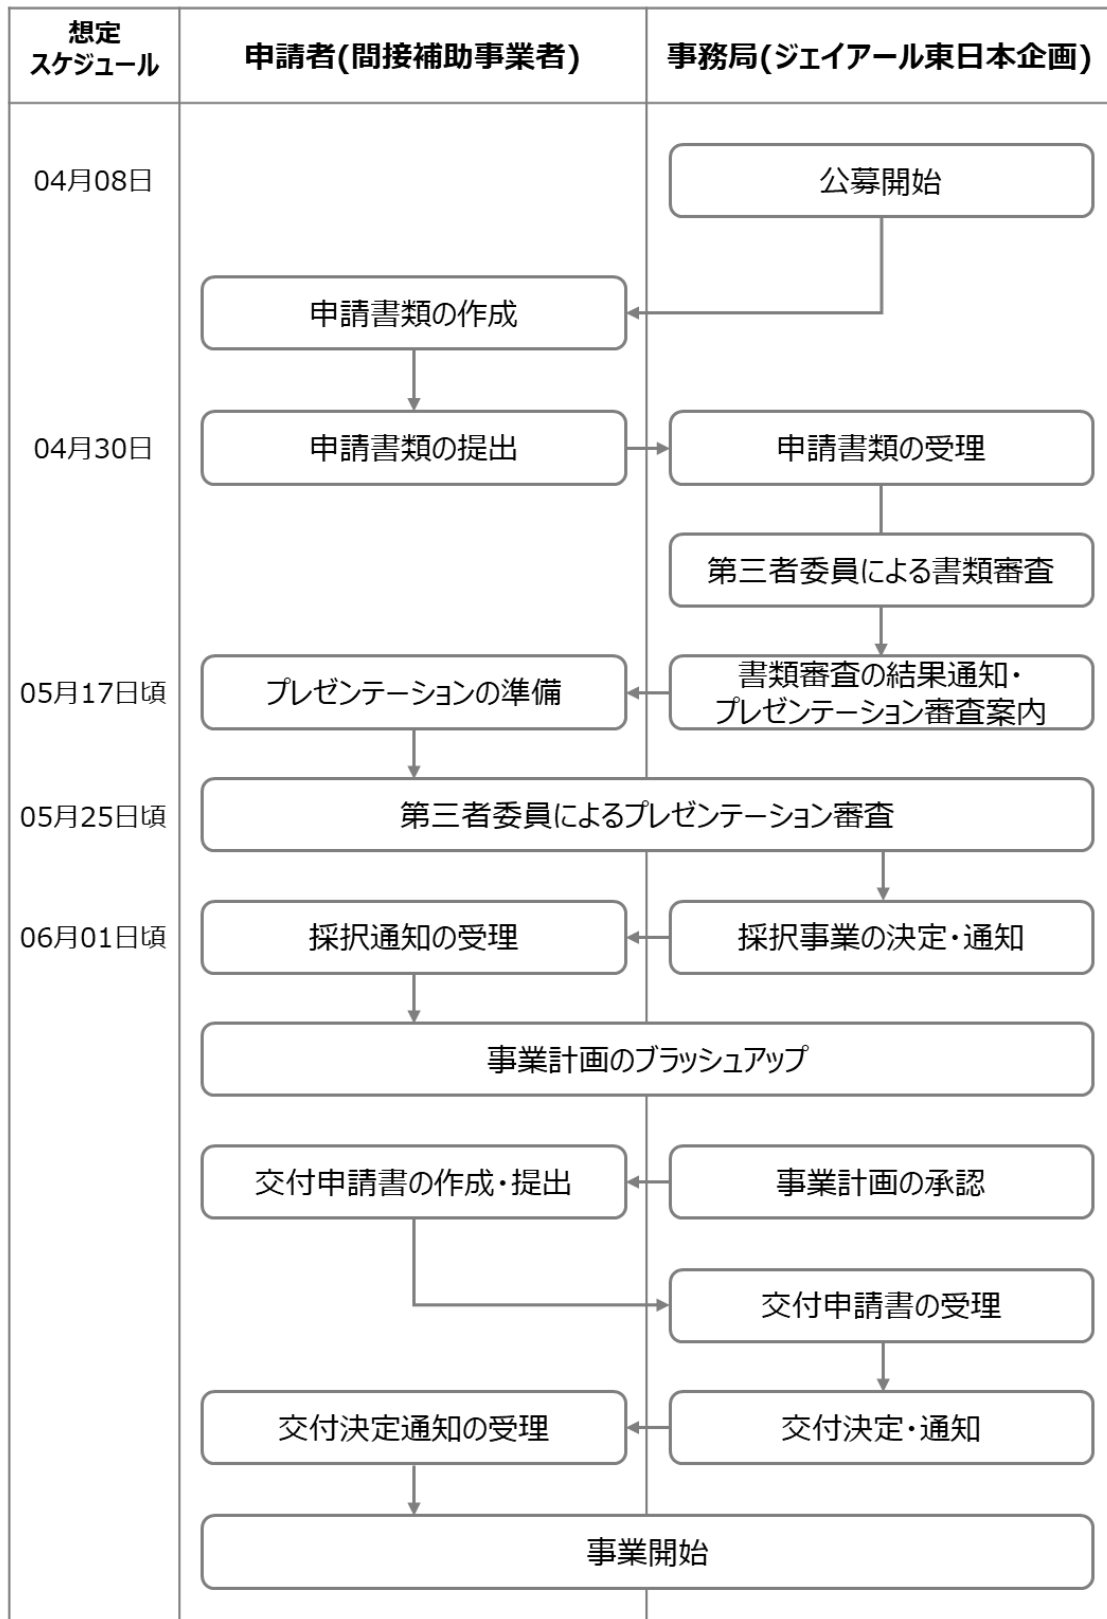 想定
スケジュール
申請者(間接補助事業者)
事務局(ジェイアール東日本企画)
04月08日
公募開始
申請書類の作成
04月30日
申請書類の提出
申請書類の受理
第三者委員による書類審査
05月17日頃
プレゼンテーションの準備
書類審査の結果通知・
プレゼンテーション審査案内
05月25日頃
第三者委員によるプレゼンテーション審査
06月01日頃
採択通知の受理
採択事業の決定・通知
事業計画のブラッシュアップ
交付申請書の作成・提出
事業計画の承認
交付申請書の受理
交付決定通知の受理
交付決定・通知
事業開始